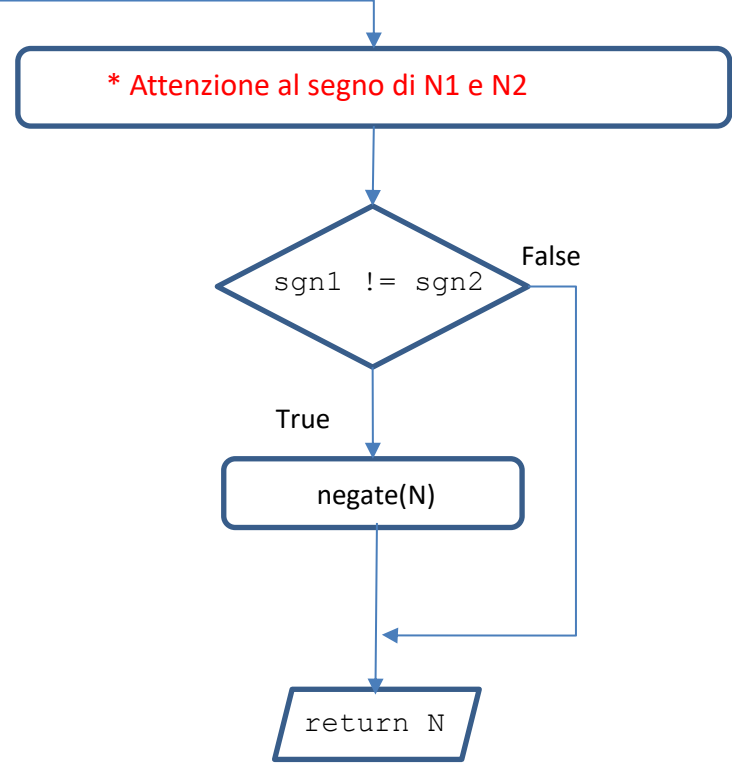 * Attenzione al segno di N1 e N2
False
sgn1 != sgn2
True
negate(N)
return N